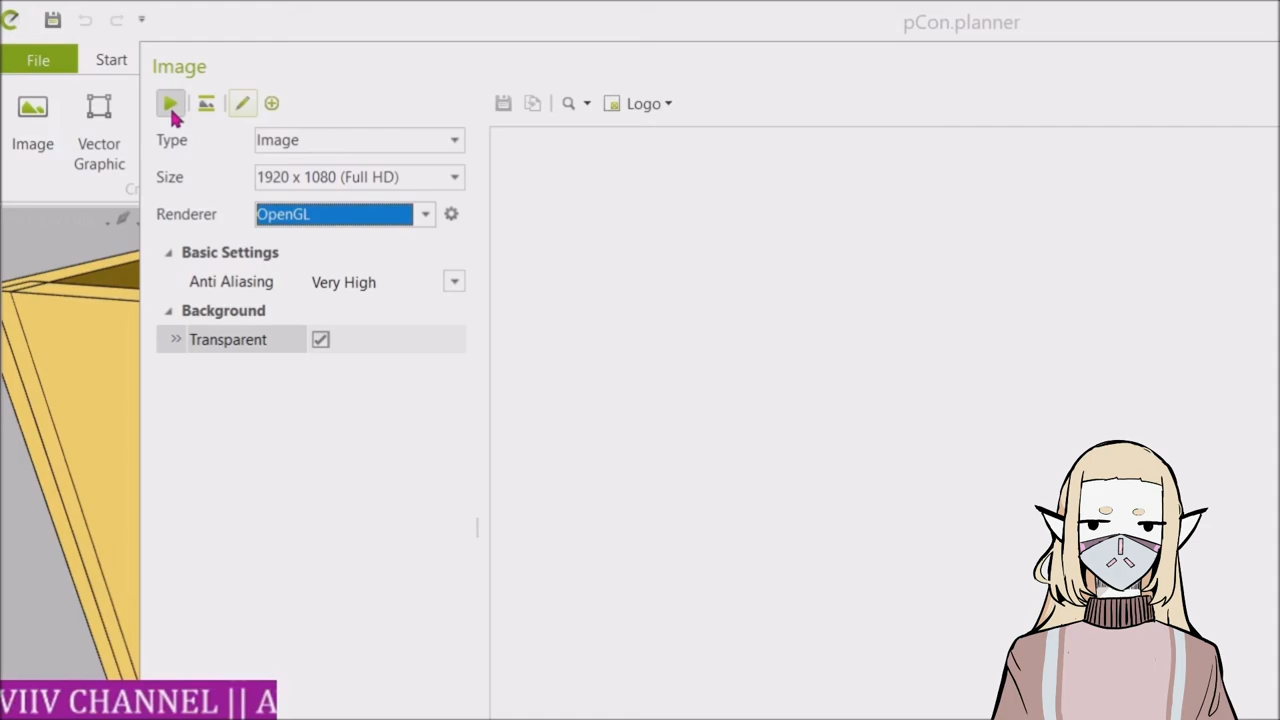 pCon.planner
File
Start
Image
Image
Vector
Graphic
Cr
Logo
Type
Image
Size
1920 x 1080 (Full HD)
Renderer
OpenGL
Basic Settings
Anti Aliasing
Very High
Background
Transparent
VIIV CHANNEL || A